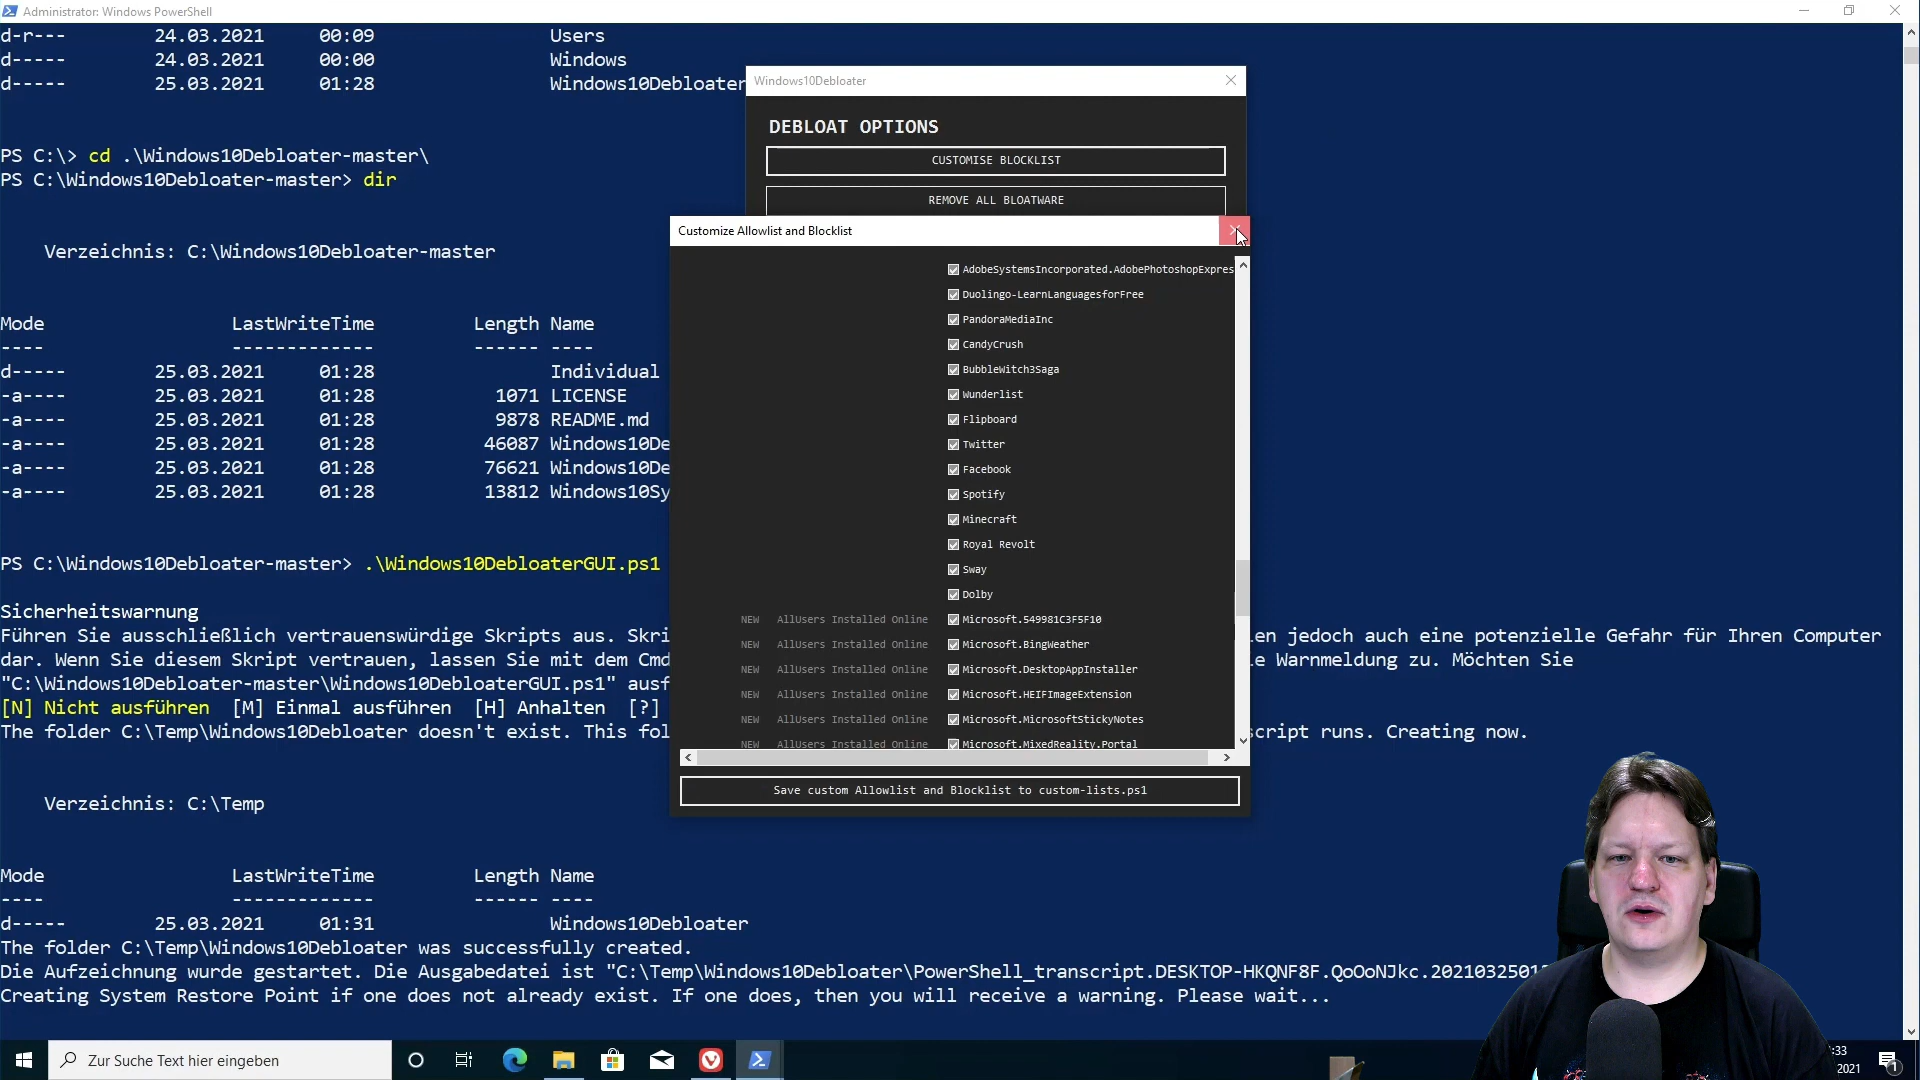 Administrator: Windows PowerShell
d-r--- 24.03.2021 00:09 Users
d----- 24.03.2021 00:00 Windows
d----- 25.03.2021 01:28 Windows10Debloater
PS C:\> cd .\Windows10Debloater-master\
PS C:\Windows10Debloater-master> dir
Verzeichnis: C:\Windows10Debloater-master
Mode LastWriteTime Length Name
---- ------------- ------ ----
d----- 25.03.2021 01:28 Individual
-a---- 25.03.2021 01:28 1071 LICENSE
-a---- 25.03.2021 01:28 9878 README.md
-a---- 25.03.2021 01:28 46087 Windows10De
-a---- 25.03.2021 01:28 76621 Windows10De
-a---- 25.03.2021 01:28 13812 Windows10Sy
PS C:\Windows10Debloater-master> .\Windows10DebloaterGUI.ps1
Sicherheitswarnung
Führen Sie ausschließlich vertrauenswürdige Skripts aus. Skri en jedoch auch eine potenzielle Gefahr für Ihren Computer
dar. Wenn Sie diesem Skript vertrauen, lassen Sie mit dem Cmd e Warnmeldung zu. Möchten Sie
"C:\Windows10Debloater-master\Windows10DebloaterGUI.ps1" ausf
[N] Nicht ausführen [M] Einmal ausführen [H] Anhalten [?]
The folder C:\Temp\Windows10Debloater doesn't exist. This fol script runs. Creating now.
Verzeichnis: C:\Temp
Mode LastWriteTime Length Name
---- ------------- ------ ----
d----- 25.03.2021 01:31 Windows10Debloater
The folder C:\Temp\Windows10Debloater was successfully created.
Die Aufzeichnung wurde gestartet. Die Ausgabedatei ist "C:\Temp\Windows10Debloater\PowerShell_transcript.DESKTOP-HKQNF8F.QoOoNJkc.2021032501
Creating System Restore Point if one does not already exist. If one does, then you will receive a warning. Please wait...
Windows10Debloater
DEBLOAT OPTIONS
CUSTOMISE BLOCKLIST
REMOVE ALL BLOATWARE
Customize Allowlist and Blocklist
AdobeSystemsIncorporated.AdobePhotoshopExpres
Duolingo-LearnLanguagesforFree
PandoraMediaInc
CandyCrush
BubbleWitch3Saga
Wunderlist
Flipboard
Twitter
Facebook
Spotify
Minecraft
Royal Revolt
Sway
Dolby
NEW AllUsers Installed Online Microsoft.549981C3F5F10
NEW AllUsers Installed Online Microsoft.BingWeather
NEW AllUsers Installed Online Microsoft.DesktopAppInstaller
NEW AllUsers Installed Online Microsoft.HEIFImageExtension
NEW AllUsers Installed Online Microsoft.MicrosoftStickyNotes
NEW AllUsers Installed Online Microsoft.MixedReality.Portal
Save custom Allowlist and Blocklist to custom-lists.ps1
Zur Suche Text hier eingeben
:33
2021
1